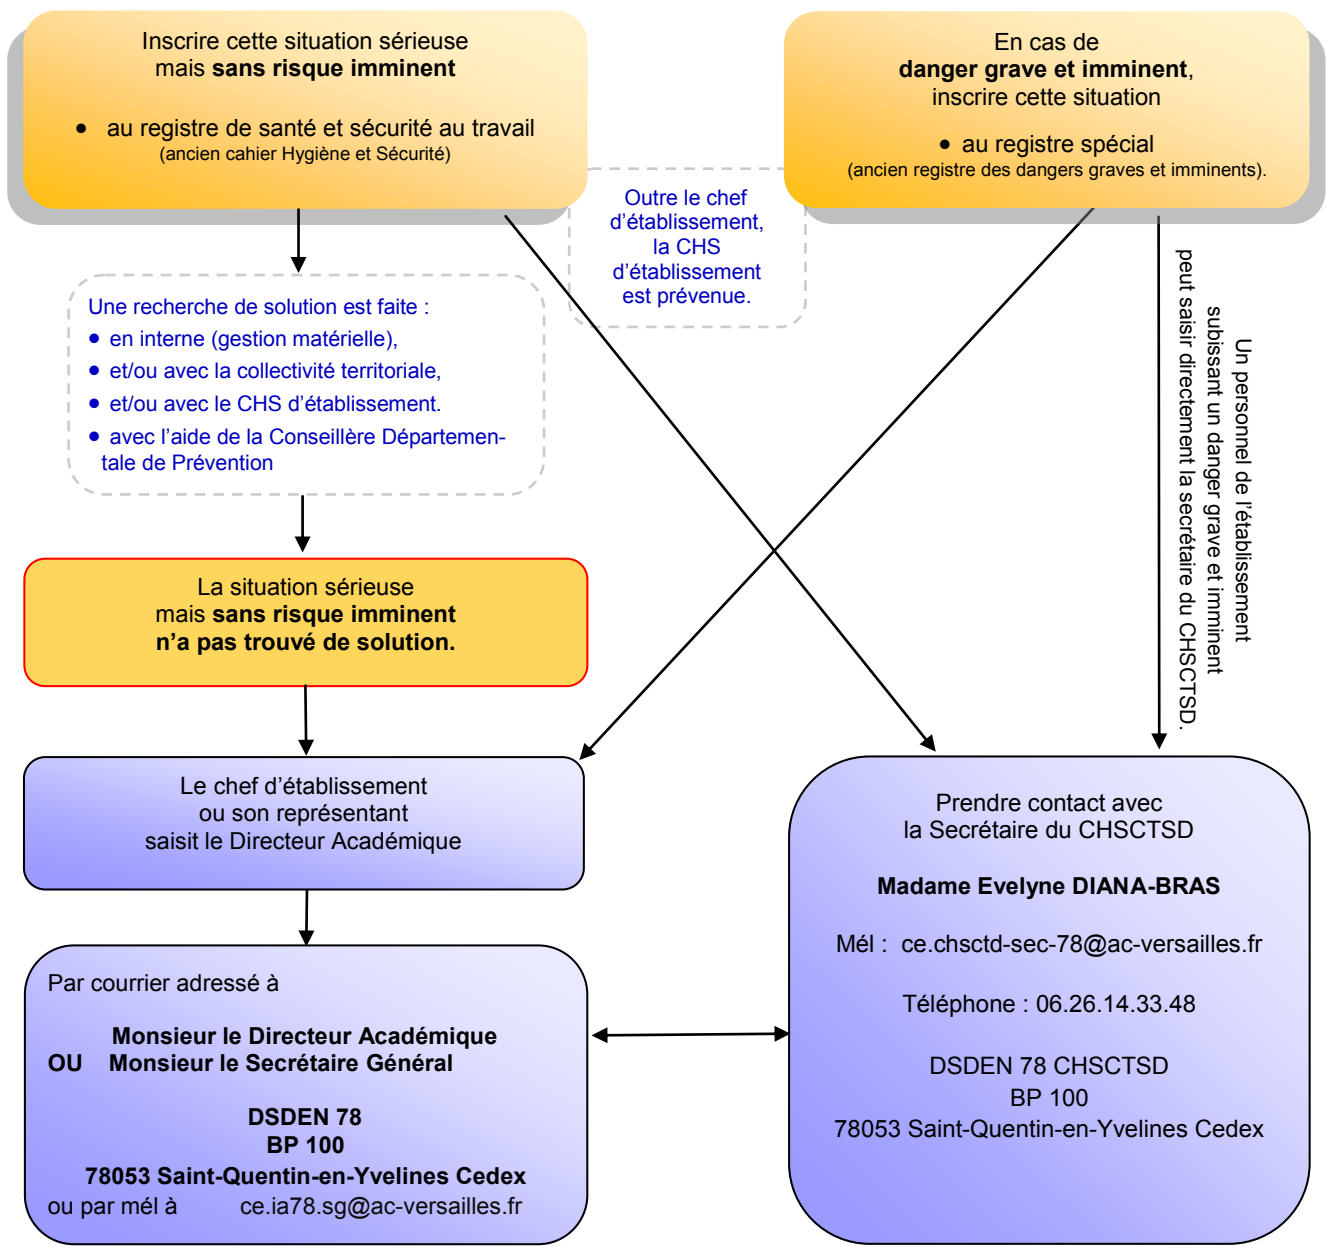 Inscrire cette situation sérieuse
mais sans risque imminent
• au registre de santé et sécurité au travail
(ancien cahier Hygiène et Sécurité)
En cas de
danger grave et imminent,
inscrire cette situation
• au registre spécial
(ancien registre des dangers graves et imminents).
Outre le chef
d’établissement,
la CHS
d’établissement
est prévenue.
Une recherche de solution est faite :
• en interne (gestion matérielle),
• et/ou avec la collectivité territoriale,
• et/ou avec le CHS d’établissement.
• avec l’aide de la Conseillère Départemen-
tale de Prévention
Un personnel de l’établissement
subissant un danger grave et imminent
peut saisir directement la secrétaire du CHSCTSD.
La situation sérieuse
mais sans risque imminent
n’a pas trouvé de solution.
Le chef d’établissement
ou son représentant
saisit le Directeur Académique
Par courrier adressé à
Monsieur le Directeur Académique
OU Monsieur le Secrétaire Général
DSDEN 78
BP 100
78053 Saint-Quentin-en-Yvelines Cedex
ou par mél à ce.ia78.sg@ac-versailles.fr
Prendre contact avec
la Secrétaire du CHSCTSD
Madame Evelyne DIANA-BRAS
Mél : ce.chsctd-sec-78@ac-versailles.fr
Téléphone : 06.26.14.33.48
DSDEN 78 CHSCTSD
BP 100
78053 Saint-Quentin-en-Yvelines Cedex